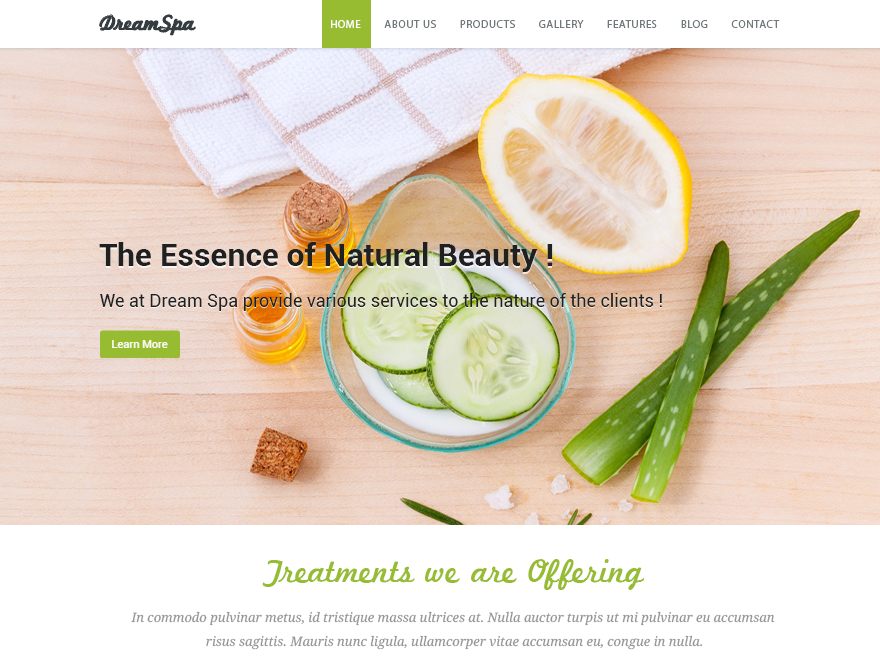 DreamSpa
HOME
ABOUT US
PRODUCTS
GALLERY
FEATURES
BLOG
CONTACT
The Essence of Natural Beauty !
We at Dream Spa provide various services to the nature of the clients !
Learn More
Treatments we are Offering
In commodo pulvinar metus, id tristique massa ultrices at. Nulla auctor turpis ut mi pulvinar eu accumsan
risus sagittis. Mauris nunc ligula, ullamcorper vitae accumsan eu, congue in nulla.